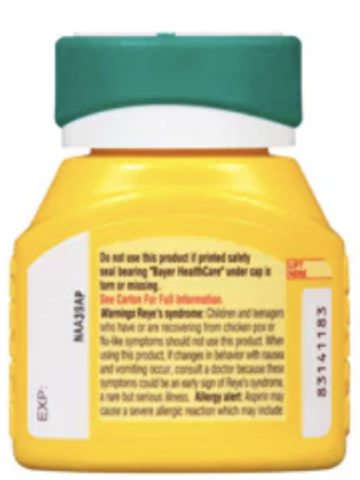 Do not use this product if printed safety
seal bearing "Bayer HealthCare" under cap is
torn or missing.
See Carton For Full Information.
Warnings Reye's syndrome: Children and teenagers
who have or are recovering from chicken pox or
flu-like symptoms should not use this product. When
using this product, if changes in behavior with nausea
and vomiting occur, consult a doctor because these
symptoms could be an early sign of Reye's syndrome,
a rare but serious illness. Allergy alert: Aspirin may
cause a severe allergic reaction which may include:
LIFT
HERE
NAA39AP
EXP:
83141183